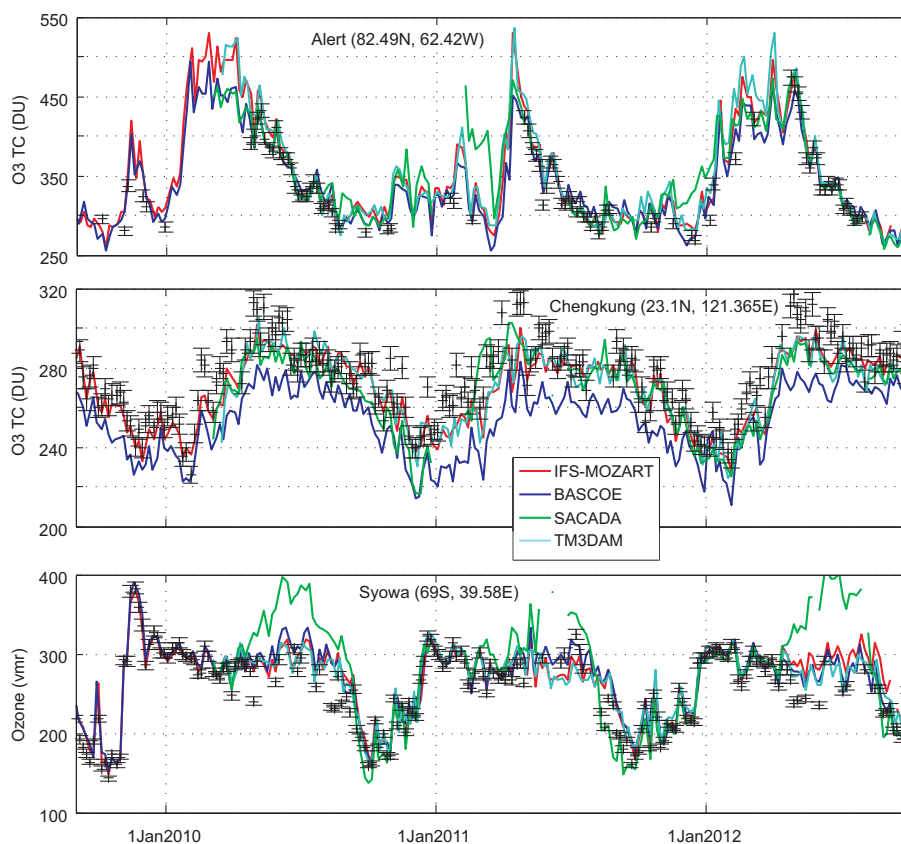 550
Alert (82.49N, 62.42W)
450
350
250
O3 TC (DU)
320
Chengkung (23.1N, 121.365E)
280
240
200
O3 TC (DU)
IFS-MOZART
BASCOE
SACADA
TM3DAM
400
Syowa (69S, 39.58E)
300
200
100
Ozone (vmr)
1Jan2010 1Jan2011 1Jan2012